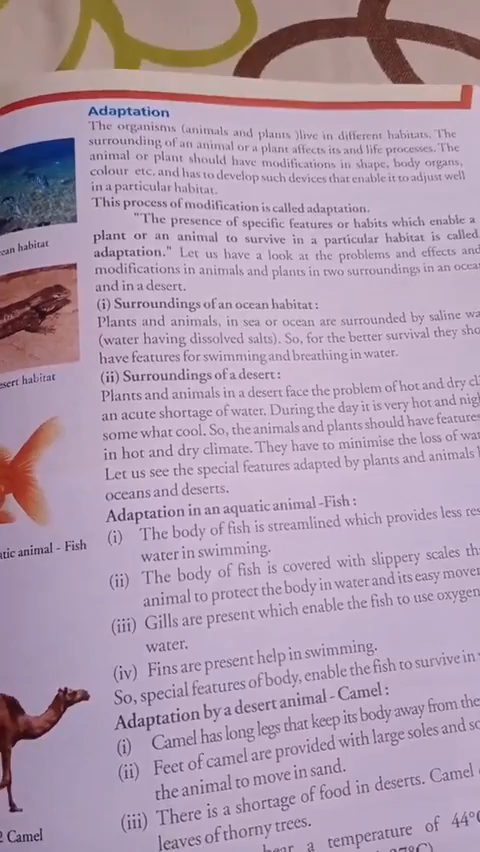 Adaptation
The organisms (animals and plants )live in different habitats. The
surrounding of an animal or a plant affects its and life processes. The
animal or plant should have modifications in shape, body organs,
colour etc. and has to develop such devices that enable it to adjust well
in a particular habitat.
This process of modification is called adaptation.
"The presence of specific features or habits which enable a
plant or an animal to survive in a particular habitat is called
adaptation." Let us have a look at the problems and effects and
modifications in animals and plants in two surroundings in an ocea
and in a desert.
(i) Surroundings of an ocean habitat :
Plants and animals, in sea or ocean are surrounded by saline wa
(water having dissolved salts). So, for the better survival they sho
have features for swimming and breathing in water.
(ii) Surroundings of a desert :
Plants and animals in a desert face the problem of hot and dry cli
an acute shortage of water. During the day it is very hot and nigh
some what cool. So, the animals and plants should have feature
in hot and dry climate. They have to minimise the loss of wat
Let us see the special features adapted by plants and animals
oceans and deserts.
Adaptation in an aquatic animal -Fish :
(i) The body of fish is streamlined which provides less res
water in swimming.
(ii) The body of fish is covered with slippery scales th
animal to protect the body in water and its easy mover
(iii) Gills are present which enable the fish to use oxygen
water.
(iv) Fins are present help in swimming.
So, special features of body, enable the fish to survive in
Adaptation by a desert animal - Camel :
(i) Camel has long legs that keep its body away from the
(ii) Feet of camel are provided with large soles and so
the animal to move in sand.
(iii) There is a shortage of food in deserts. Camel
leaves of thorny trees.
a temperature of 44°
ean habitat
esert habitat
atic animal - Fish
Camel